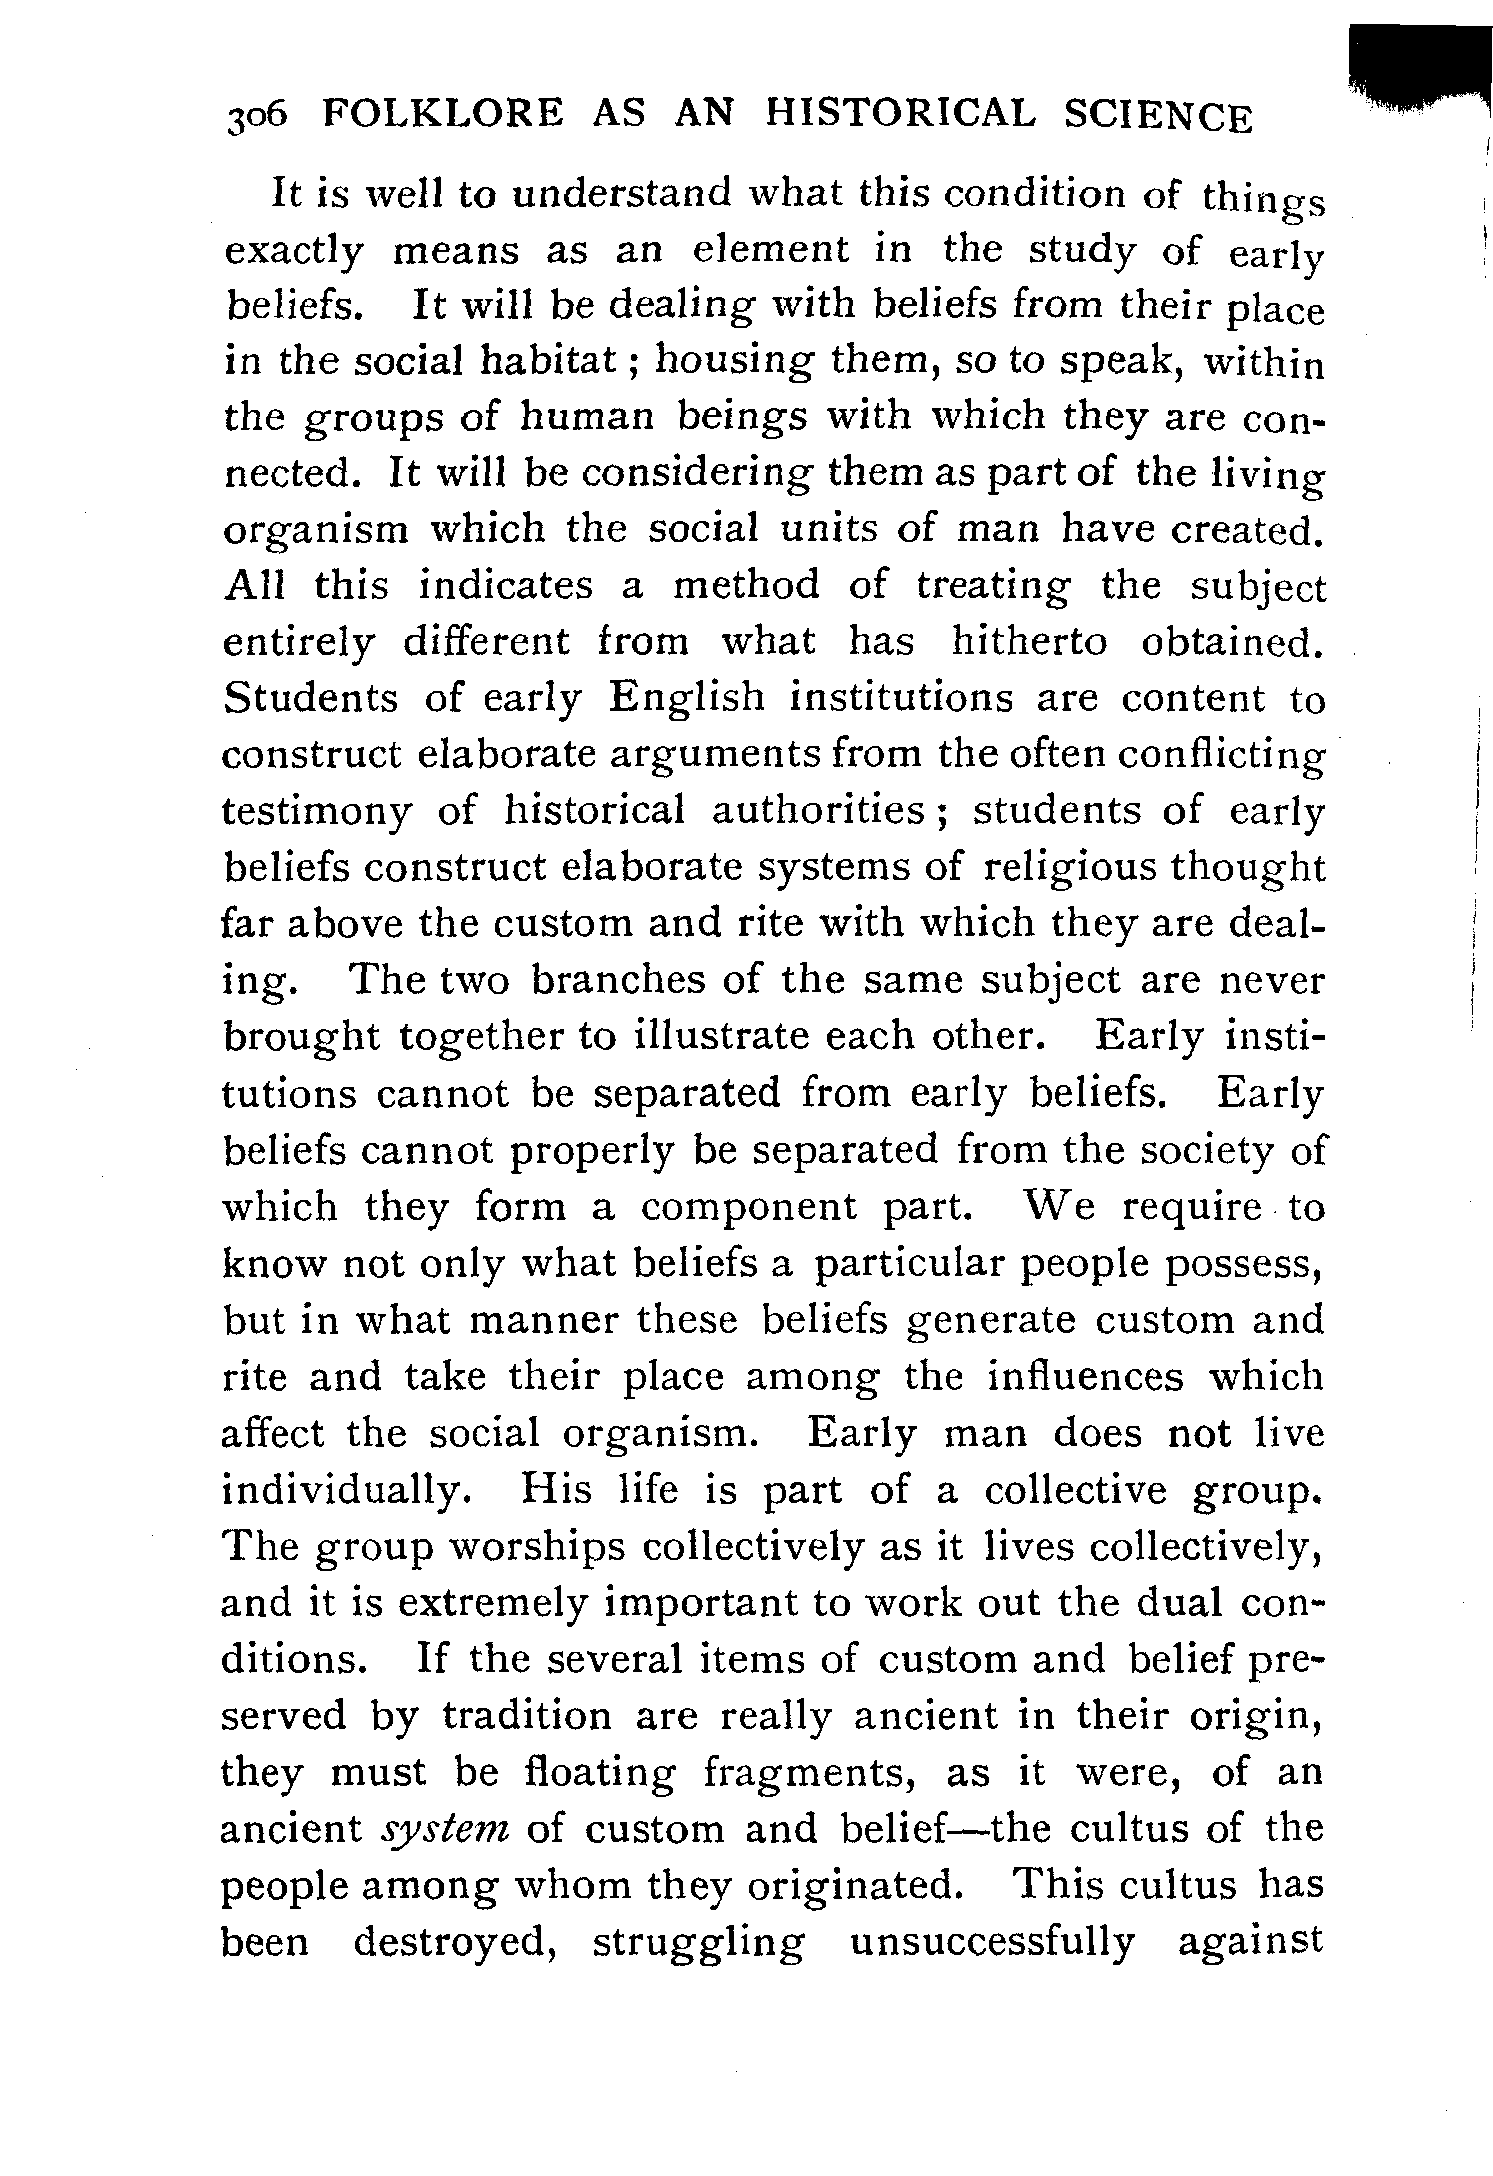 306 FOLKLORE AS AN HISTORICAL SCIENCE
It is well to understand what this condition of things
exactly means as an element in the study of early
beliefs. It will be dealing with beliefs from their place
in the social habitat ; housing them, so to speak, within
the groups of human beings with which they are con-
nected. It will be considering them as part of the living
organism which the social units of man have created.
All this indicates a method of treating the subject
entirely different from what has hitherto obtained.
Students of early English institutions are content to
construct elaborate arguments from the often conflicting
testimony of historical authorities ; students of early
beliefs construct elaborate systems of religious thought
far above the custom and rite with which they are deal-
ing. The two branches of the same subject are never
brought together to illustrate each other. Early insti-
tutions cannot be separated from early beliefs. Early
beliefs cannot properly be separated from the society of
which they form a component part. We require to
know not only what beliefs a particular people possess,
but in what manner these beliefs generate custom and
rite and take their place among the influences which
affect the social organism. Early man does not live
individually. His life is part of a collective group.
The group worships collectively as it lives collectively,
and it is extremely important to work out the dual con-
ditions. If the several items of custom and belief pre-
served by tradition are really ancient in their origin,
they must be floating fragments, as it were, of an
ancient system of custom and belief—the cultus of the
people among whom they originated. This cultus has
been destroyed, struggling unsuccessfully against